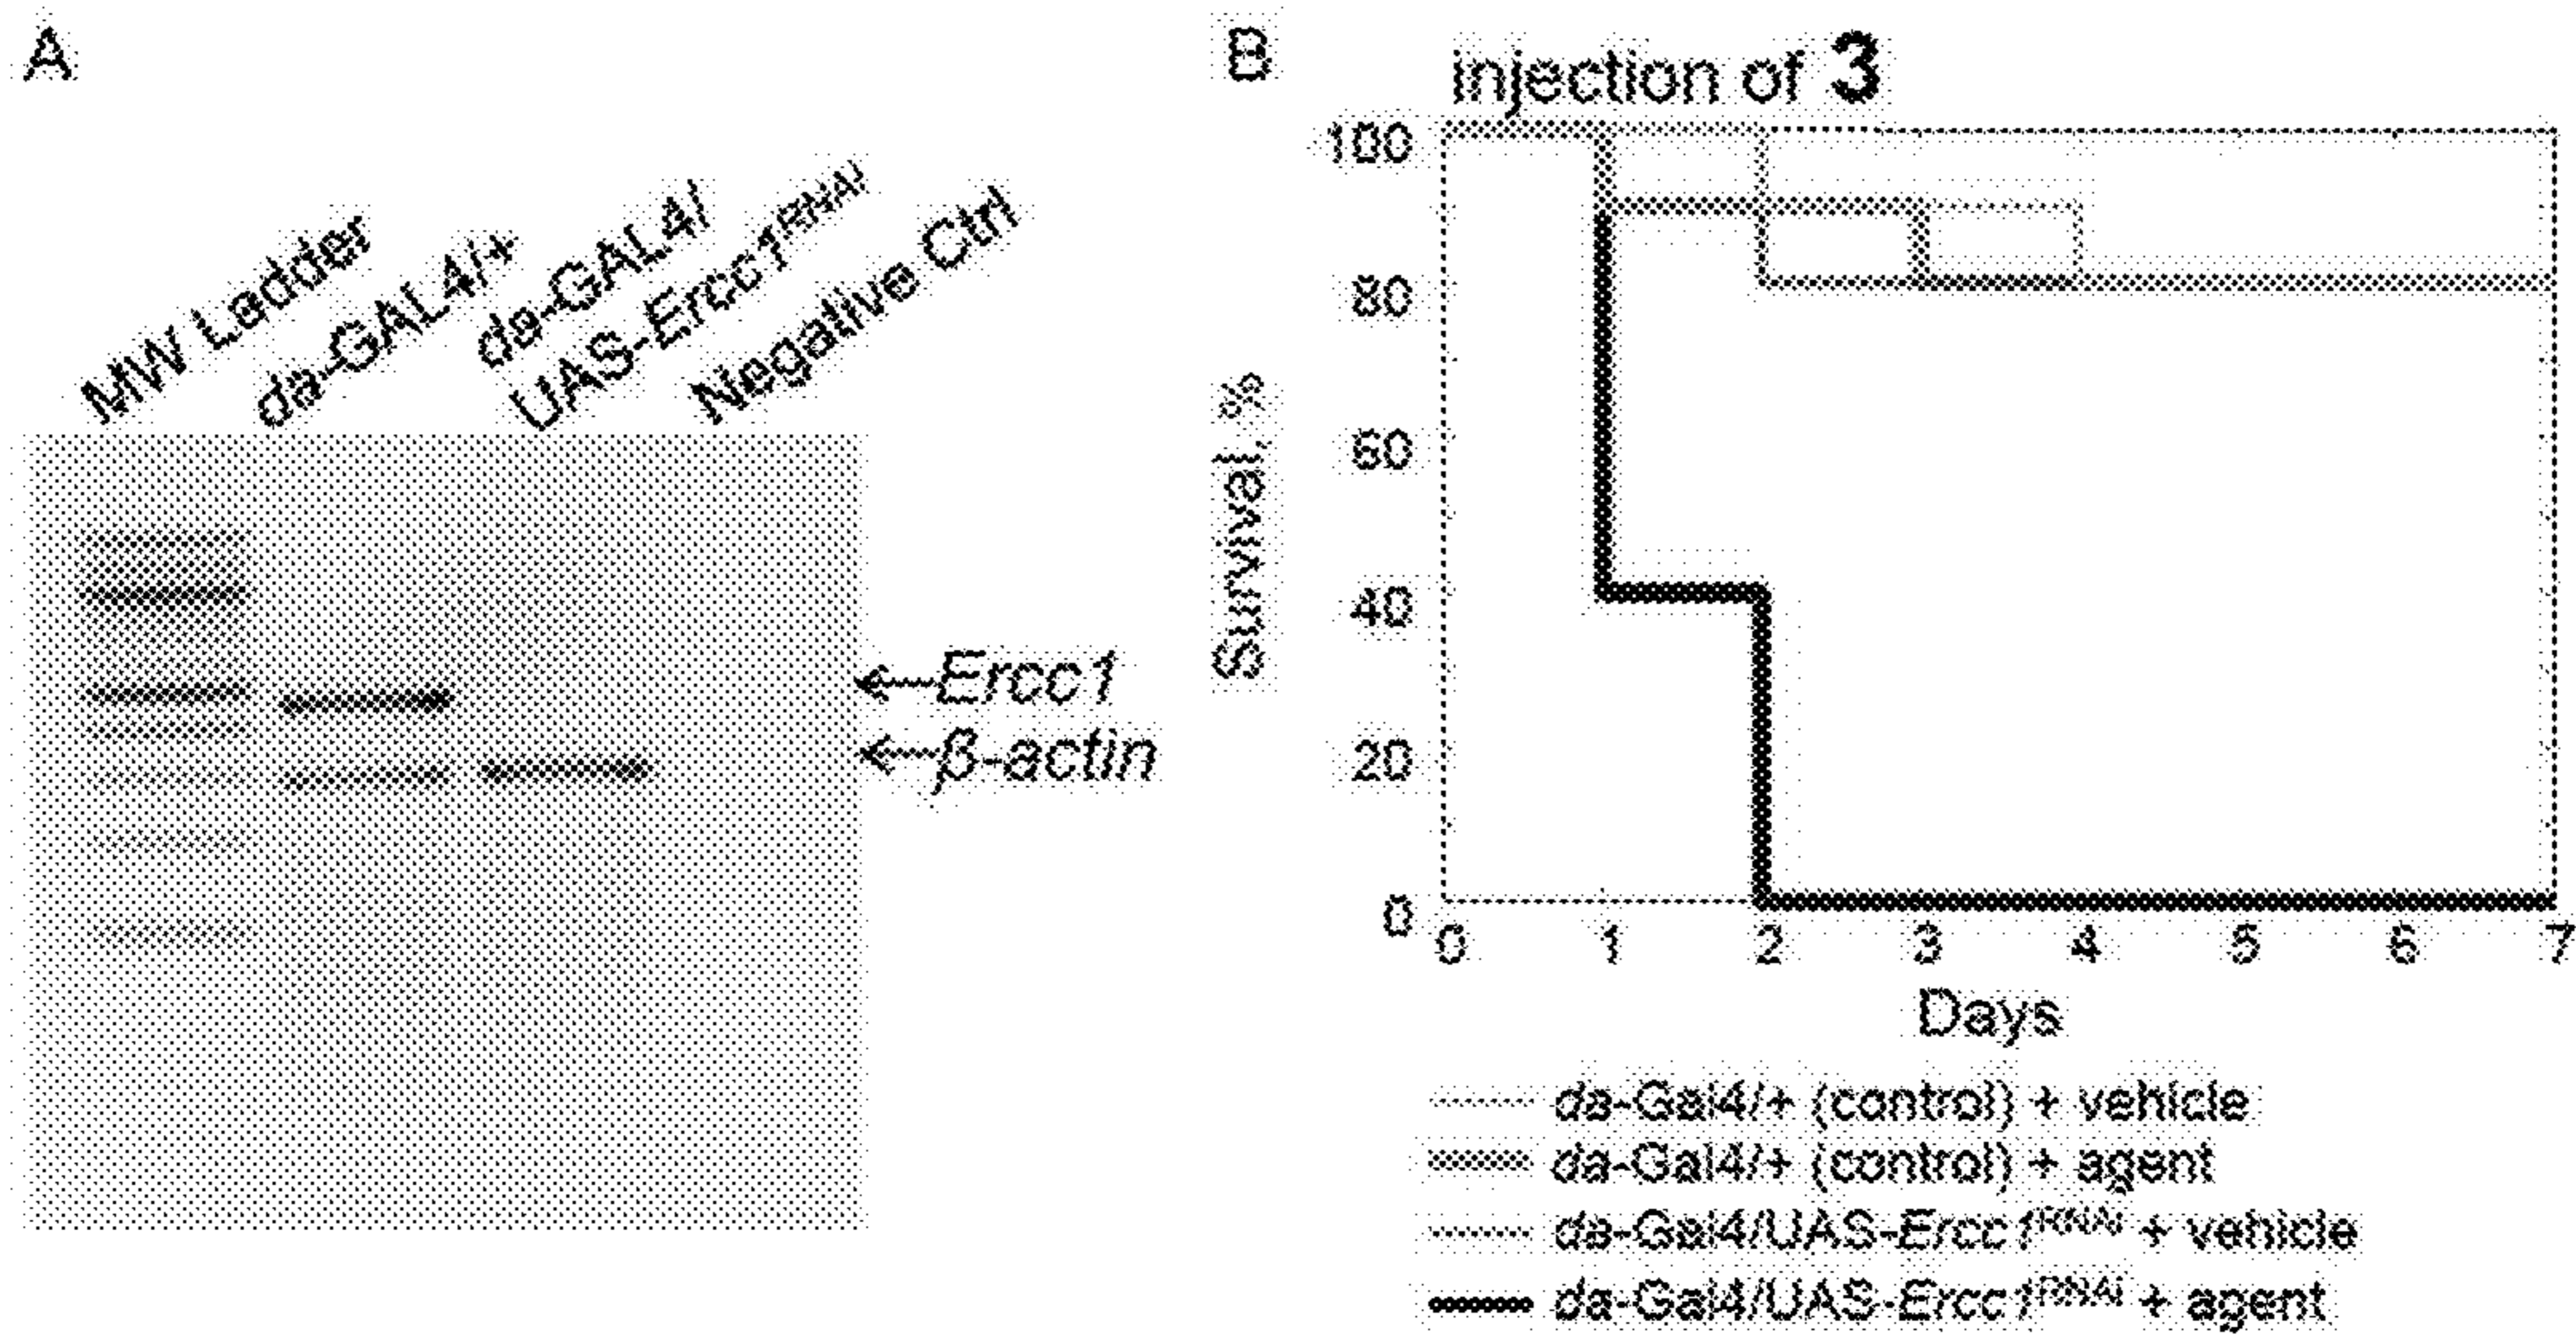 A
MW Ladder
da-GAL4/+
da-GAL4/
UAS-Ercc1RNAi
Negative Ctrl
←Ercc1
←β-actin
B
injection of 3
Survival, %
100
80
60
40
20
0
0 1 2 3 4 5 6 7
Days
da-Gal4/+ (control) + vehicle
da-Gal4/+ (control) + agent
da-Gal4/UAS-Ercc1RNAi + vehicle
da-Gal4/UAS-Ercc1RNAi + agent